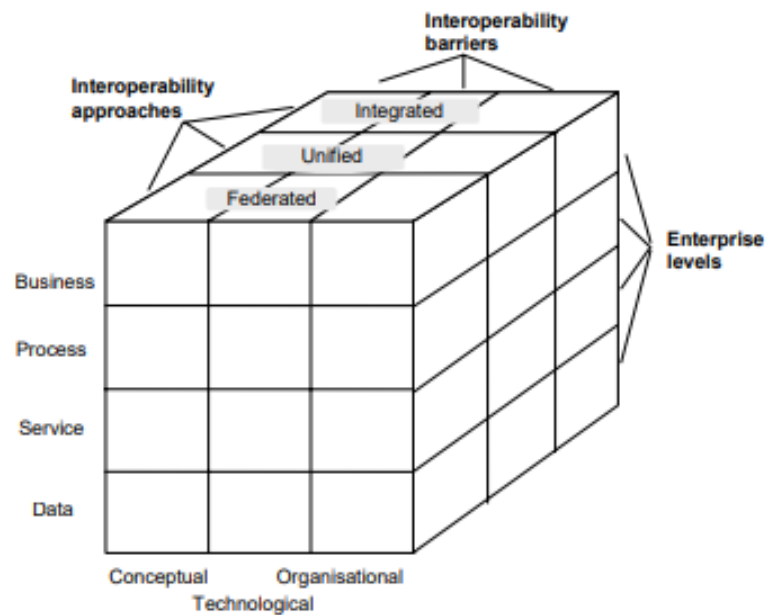 Interoperability
barriers
Interoperability
approaches
Integrated
Unified
Federated
Enterprise
levels
Business
Process
Service
Data
Conceptual
Organisational
Technological